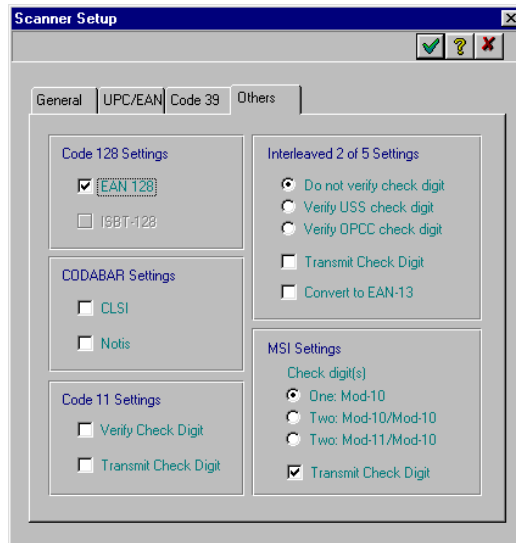 Scanner Setup
General
UPC/EAN
Code 39
Others
Code 128 Settings
EAN 128
ISBT-128
CODABAR Settings
CLSI
Notis
Code 11 Settings
Verify Check Digit
Transmit Check Digit
Interleaved 2 of 5 Settings
Do not verify check digit
Verify USS check digit
Verify OPCC check digit
Transmit Check Digit
Convert to EAN-13
MSI Settings
Check digit(s)
One: Mod-10
Two: Mod-10/Mod-10
Two: Mod-11/Mod-10
Transmit Check Digit